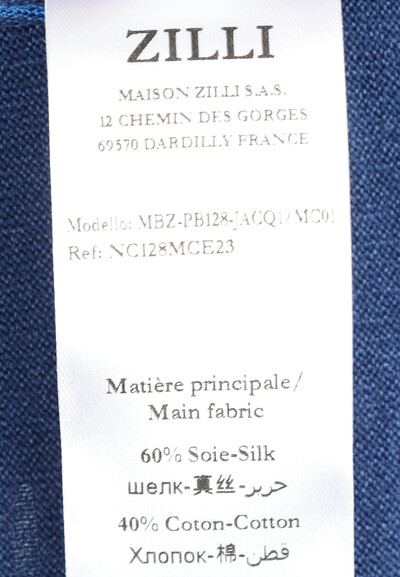 ZILLI
MAISON ZILLI S.A.S.
12 CHEMIN DES GORGES
69570 DARDILLY FRANCE
Modello: MBZ-PB128-JACQ1/MC01
Ref: NC128MCE23
Matière principale/
Main fabric
60% Soie-Silk
шелк-真丝-حرير
40% Coton-Cotton
Хлопок-棉-قطن